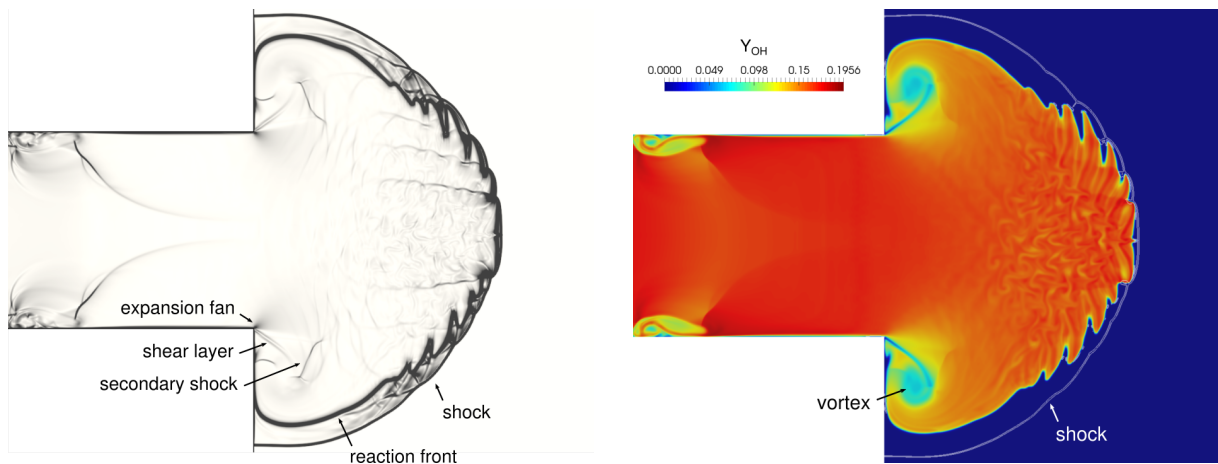 expansion fan
shear layer
secondary shock
shock
reaction front
Y_OH
0.0000 0.049 0.098 0.15 0.1956
vortex
shock